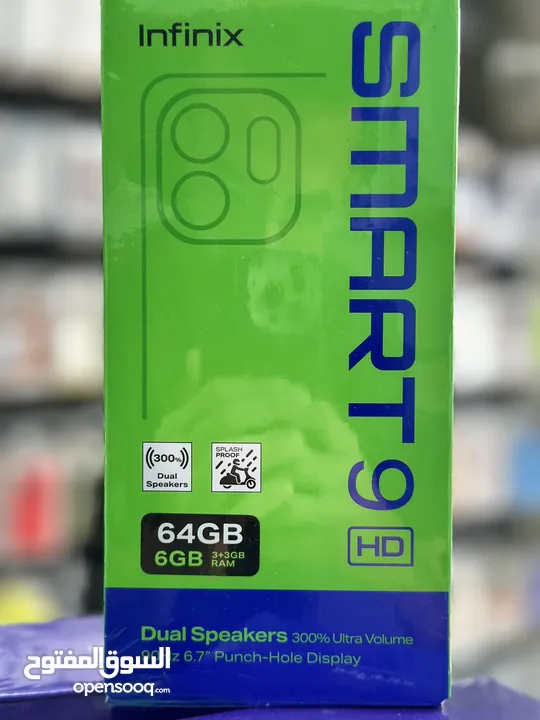 Infinix
SMART 9
HD
300%
Dual
Speakers
SPLASH
PROOF
64GB
6GB 3+3GB
RAM
Dual Speakers 300% Ultra Volume
6.7" Punch-Hole Display
السوق المفتوح
opensooq.com